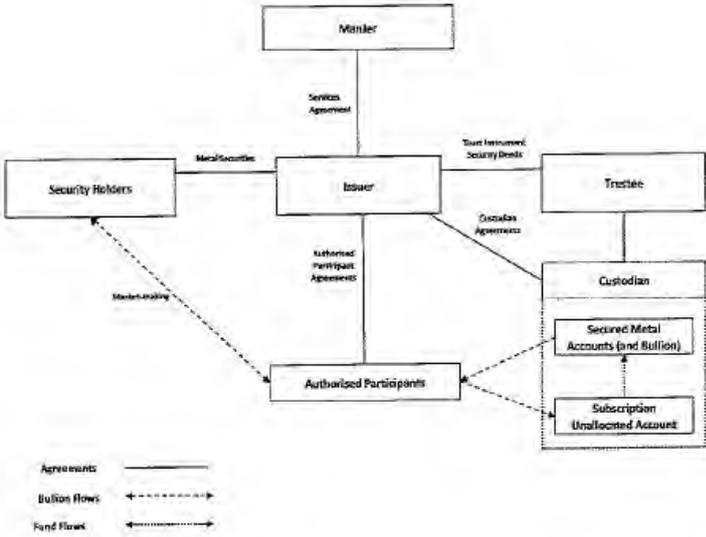 ManJer
Services
Agreement
Metal Securities
Trust Instrument
Security Deeds
Security Holders
Issuer
Trustee
Custodian
Agreements
Authorised
Participant
Agreements
Custodian
Market-making
Secured Metal
Accounts (and Bullion)
Authorised Participants
Subscription
Unallocated Account
Agreements
Bullion Flows
Fund Flows